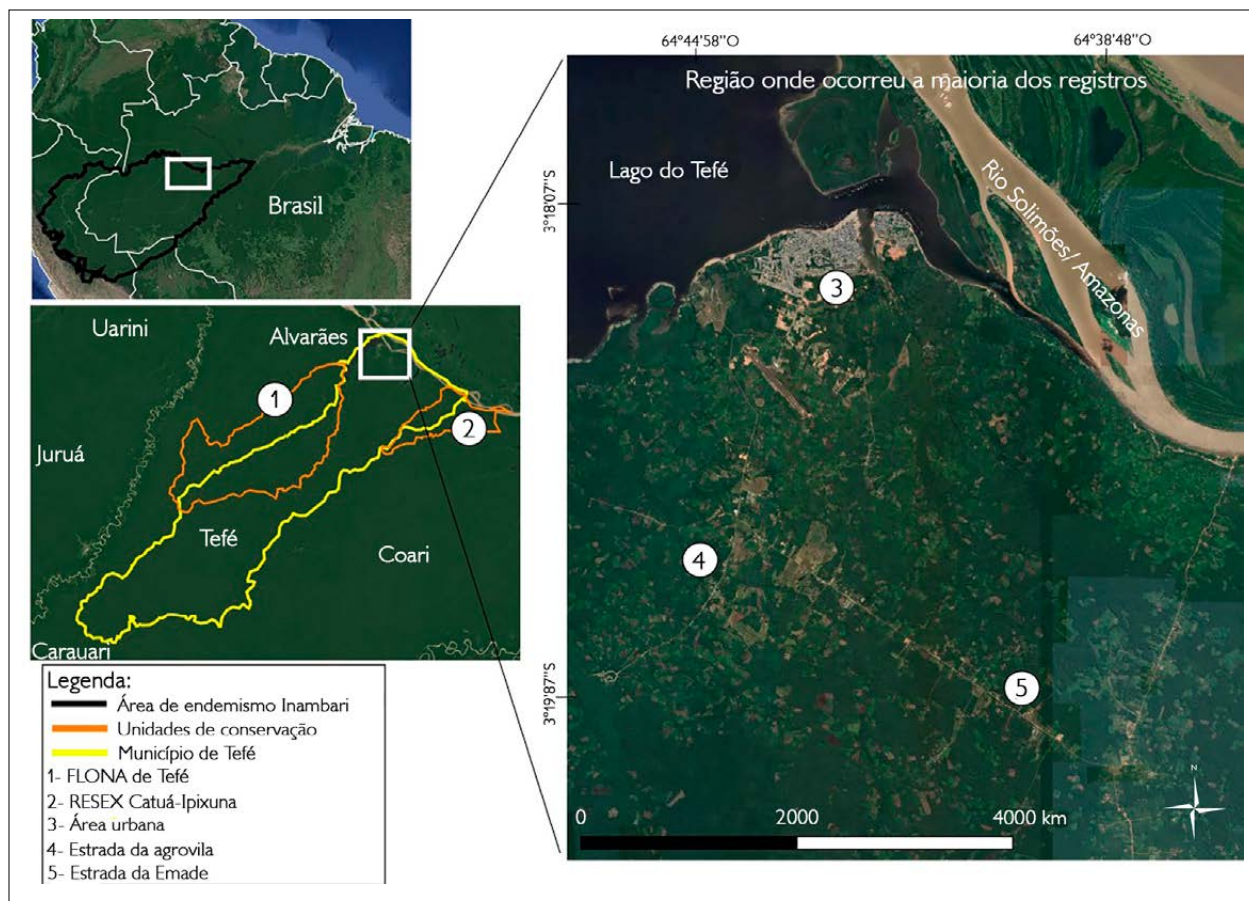 Brasil
Uarini
Alvarães
1
2
Juruá
Tefé
Coari
Carauari
Legenda:
Área de endemismo Inambari
Unidades de conservação
Município de Tefé
1- FLONA de Tefé
2- RESEX Catuá-Ipixuna
3- Área urbana
4- Estrada da agrovila
5- Estrada da Emade
64°44'58"O
64°38'48"O
Região onde ocorreu a maioria dos registros
Lago do Tefé
Rio Solimões/ Amazonas
3°18'07"S
3
4
3°19'87"S
5
N
0 2000 4000 km